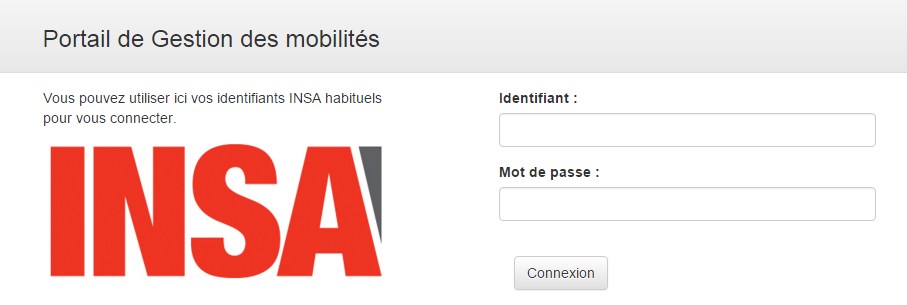 Portail de Gestion des mobilités
Vous pouvez utiliser ici vos identifiants INSA habituels
pour vous connecter.
INSA
Identifiant :
Mot de passe :
Connexion